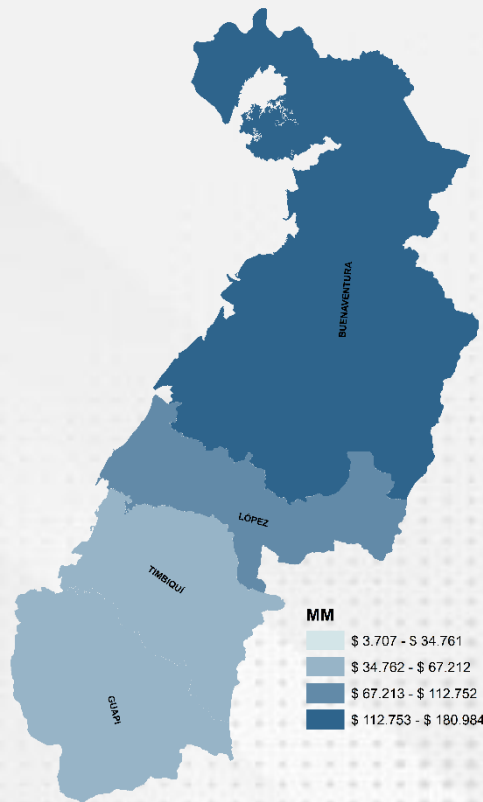 BUENAVENTURA
LÓPEZ
TIMBIQUÍ
GUAPI
MM
$ 3.707 - $ 34.761
$ 34.762 - $ 67.212
$ 67.213 - $ 112.752
$ 112.753 - $ 180.984